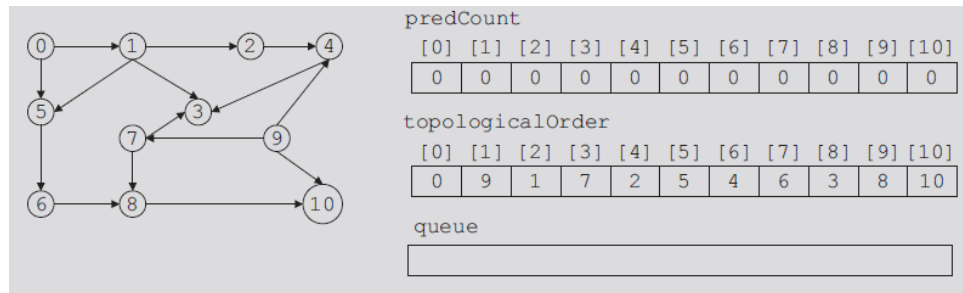 predCount
[0] [1] [2] [3] [4] [5] [6] [7] [8] [9] [10]
0 0 0 0 0 0 0 0 0 0 0
topologicalOrder
[0] [1] [2] [3] [4] [5] [6] [7] [8] [9] [10]
0 9 1 7 2 5 4 6 3 8 10
queue
0 1 2 4
5 3
7 9
6 8 10